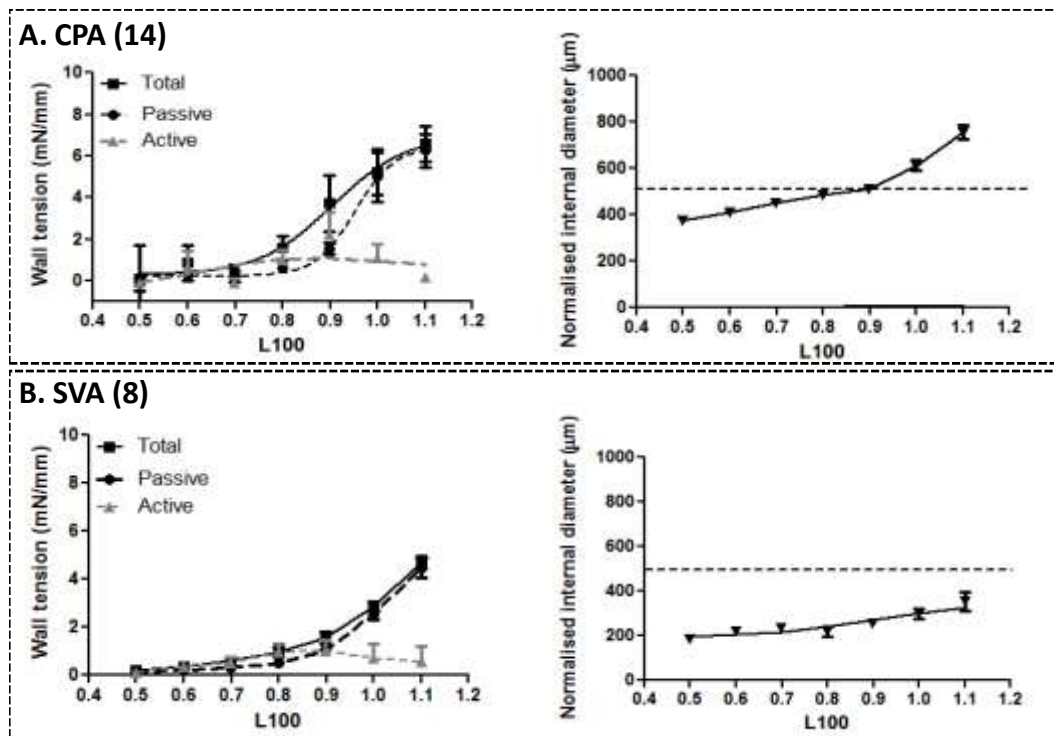 A. CPA (14)
Wall tension (mN/mm)
10
8
6
4
2
0
Total
Passive
Active
0.4 0.5 0.6 0.7 0.8 0.9 1.0 1.1 1.2
L100
Normalised internal diameter (μm)
1000
800
600
400
200
0
0.4 0.5 0.6 0.7 0.8 0.9 1.0 1.1 1.2
L100
B. SVA (8)
Wall tension (mN/mm)
10
8
6
4
2
0
Total
Passive
Active
0.4 0.5 0.6 0.7 0.8 0.9 1.0 1.1 1.2
L100
Normalised internal diameter (μm)
1000
800
600
400
200
0
0.4 0.5 0.6 0.7 0.8 0.9 1.0 1.1 1.2
L100